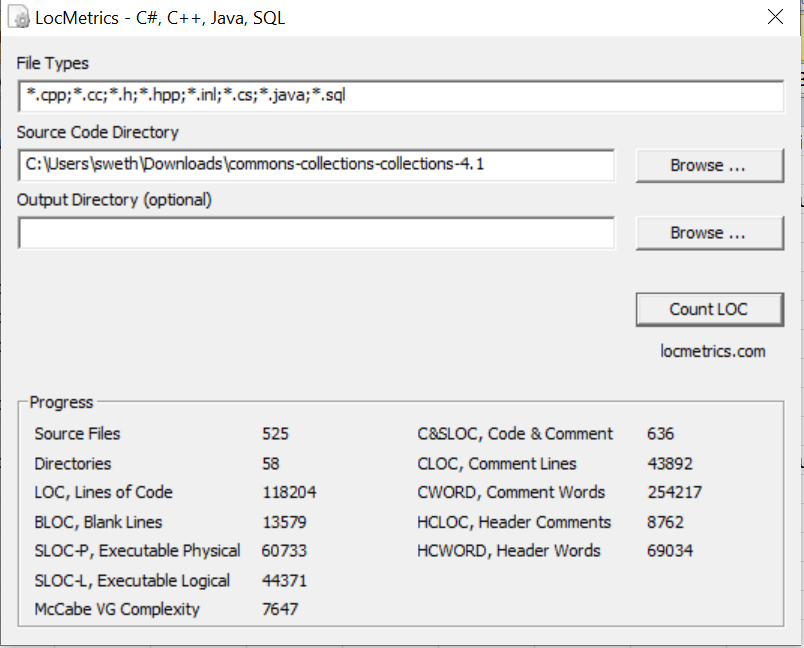 LocMetrics - C#, C++, Java, SQL
File Types
*.cpp;*.cc;*.h;*.hpp;*.inl;*.cs;*.java;*.sql
Source Code Directory
C:\Users\sweth\Downloads\commons-collections-collections-4.1
Browse ...
Output Directory (optional)
Browse ...
Count LOC
locmetrics.com
Progress
Source Files 525 C&SLOC, Code & Comment 636
Directories 58 CLOC, Comment Lines 43892
LOC, Lines of Code 118204 CWORD, Comment Words 254217
BLOC, Blank Lines 13579 HCLOC, Header Comments 8762
SLOC-P, Executable Physical 60733 HCWORD, Header Words 69034
SLOC-L, Executable Logical 44371
McCabe VG Complexity 7647